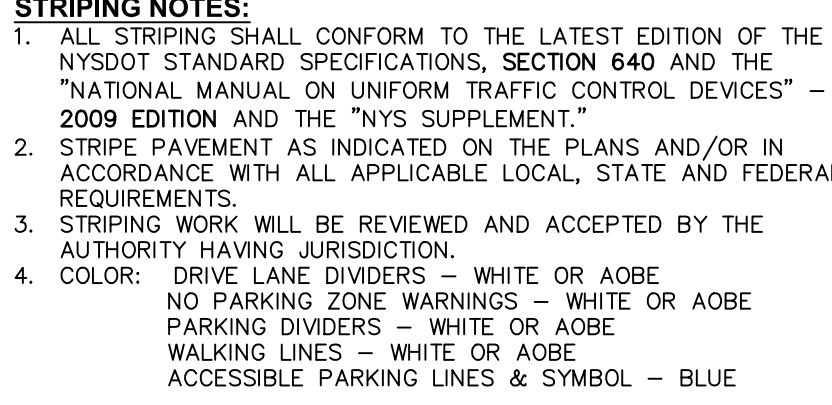 STRIPING NOTES:
1. ALL STRIPING SHALL CONFORM TO THE LATEST EDITION OF THE
NYSDOT STANDARD SPECIFICATIONS, SECTION 640 AND THE
"NATIONAL MANUAL ON UNIFORM TRAFFIC CONTROL DEVICES" –
2009 EDITION AND THE "NYS SUPPLEMENT."
2. STRIPE PAVEMENT AS INDICATED ON THE PLANS AND/OR IN
ACCORDANCE WITH ALL APPLICABLE LOCAL, STATE AND FEDERAL
REQUIREMENTS.
3. STRIPING WORK WILL BE REVIEWED AND ACCEPTED BY THE
AUTHORITY HAVING JURISDICTION.
4. COLOR: DRIVE LANE DIVIDERS – WHITE OR AOBE
NO PARKING ZONE WARNINGS – WHITE OR AOBE
PARKING DIVIDERS – WHITE OR AOBE
WALKING LINES – WHITE OR AOBE
ACCESSIBLE PARKING LINES & SYMBOL – BLUE